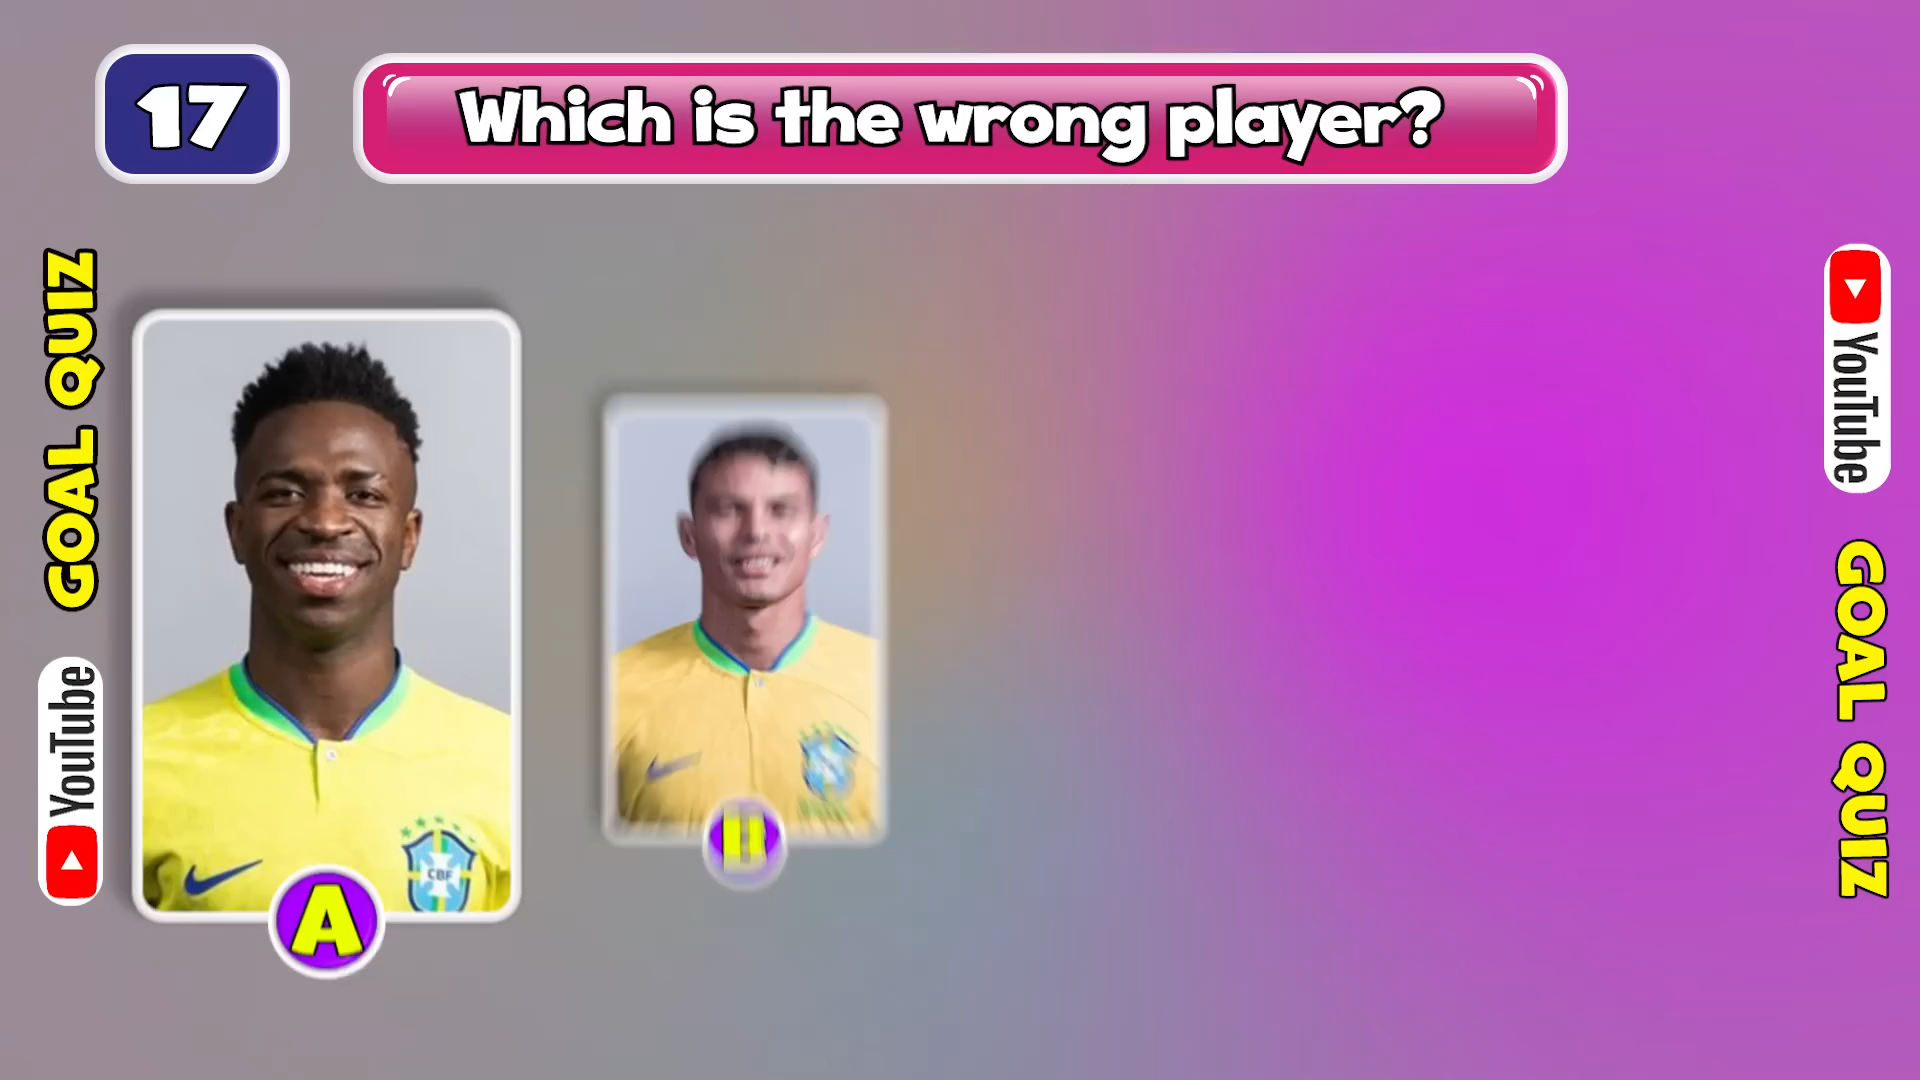 17
Which is the wrong player?
GOAL QUIZ
YouTube
YouTube
GOAL QUIZ
CBF
A
B